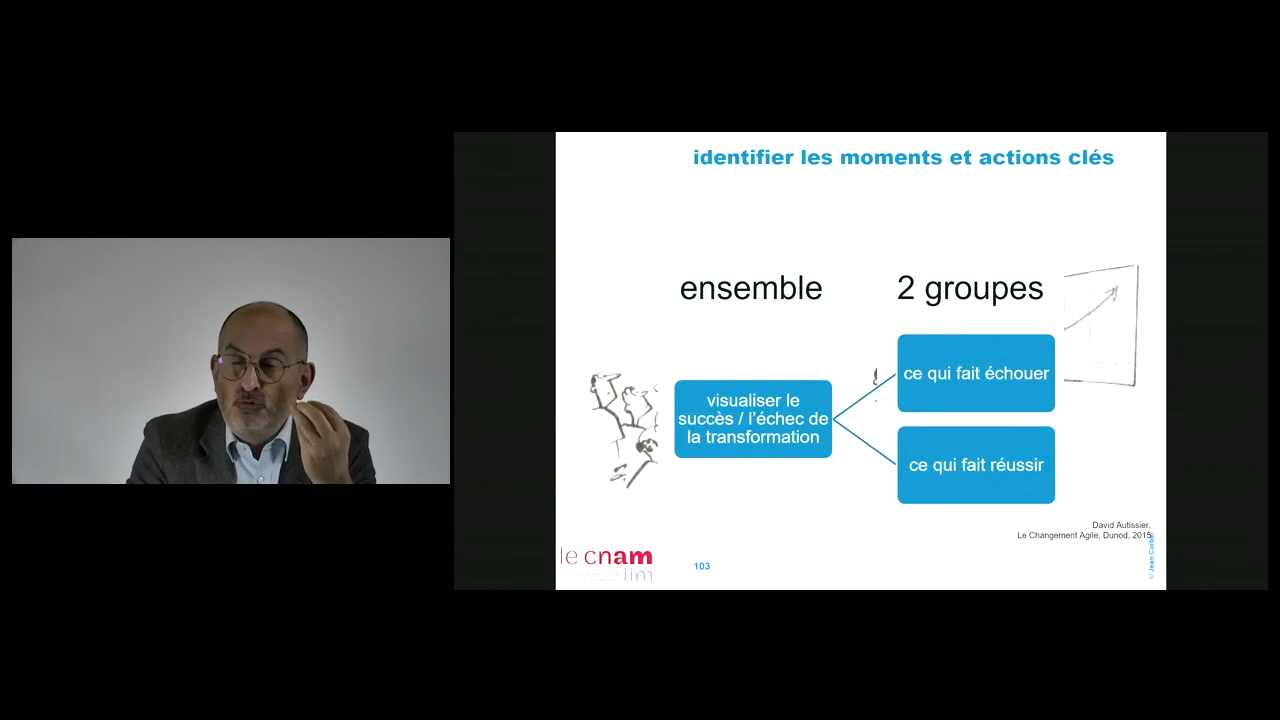 identifier les moments et actions clés
ensemble
2 groupes
visualiser le
succès / l'échec de
la transformation
ce qui fait échouer
ce qui fait réussir
David Autissier,
Le Changement Agile, Dunod, 2015
le cnam
iim
103